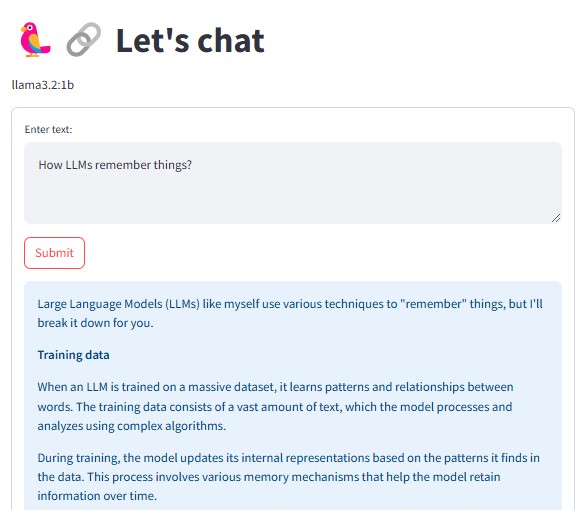 Let's chat
llama3.2:1b
Enter text:
How LLMs remember things?
Submit
Large Language Models (LLMs) like myself use various techniques to "remember" things, but I'll
break it down for you.
Training data
When an LLM is trained on a massive dataset, it learns patterns and relationships between
words. The training data consists of a vast amount of text, which the model processes and
analyzes using complex algorithms.
During training, the model updates its internal representations based on the patterns it finds in
the data. This process involves various memory mechanisms that help the model retain
information over time.